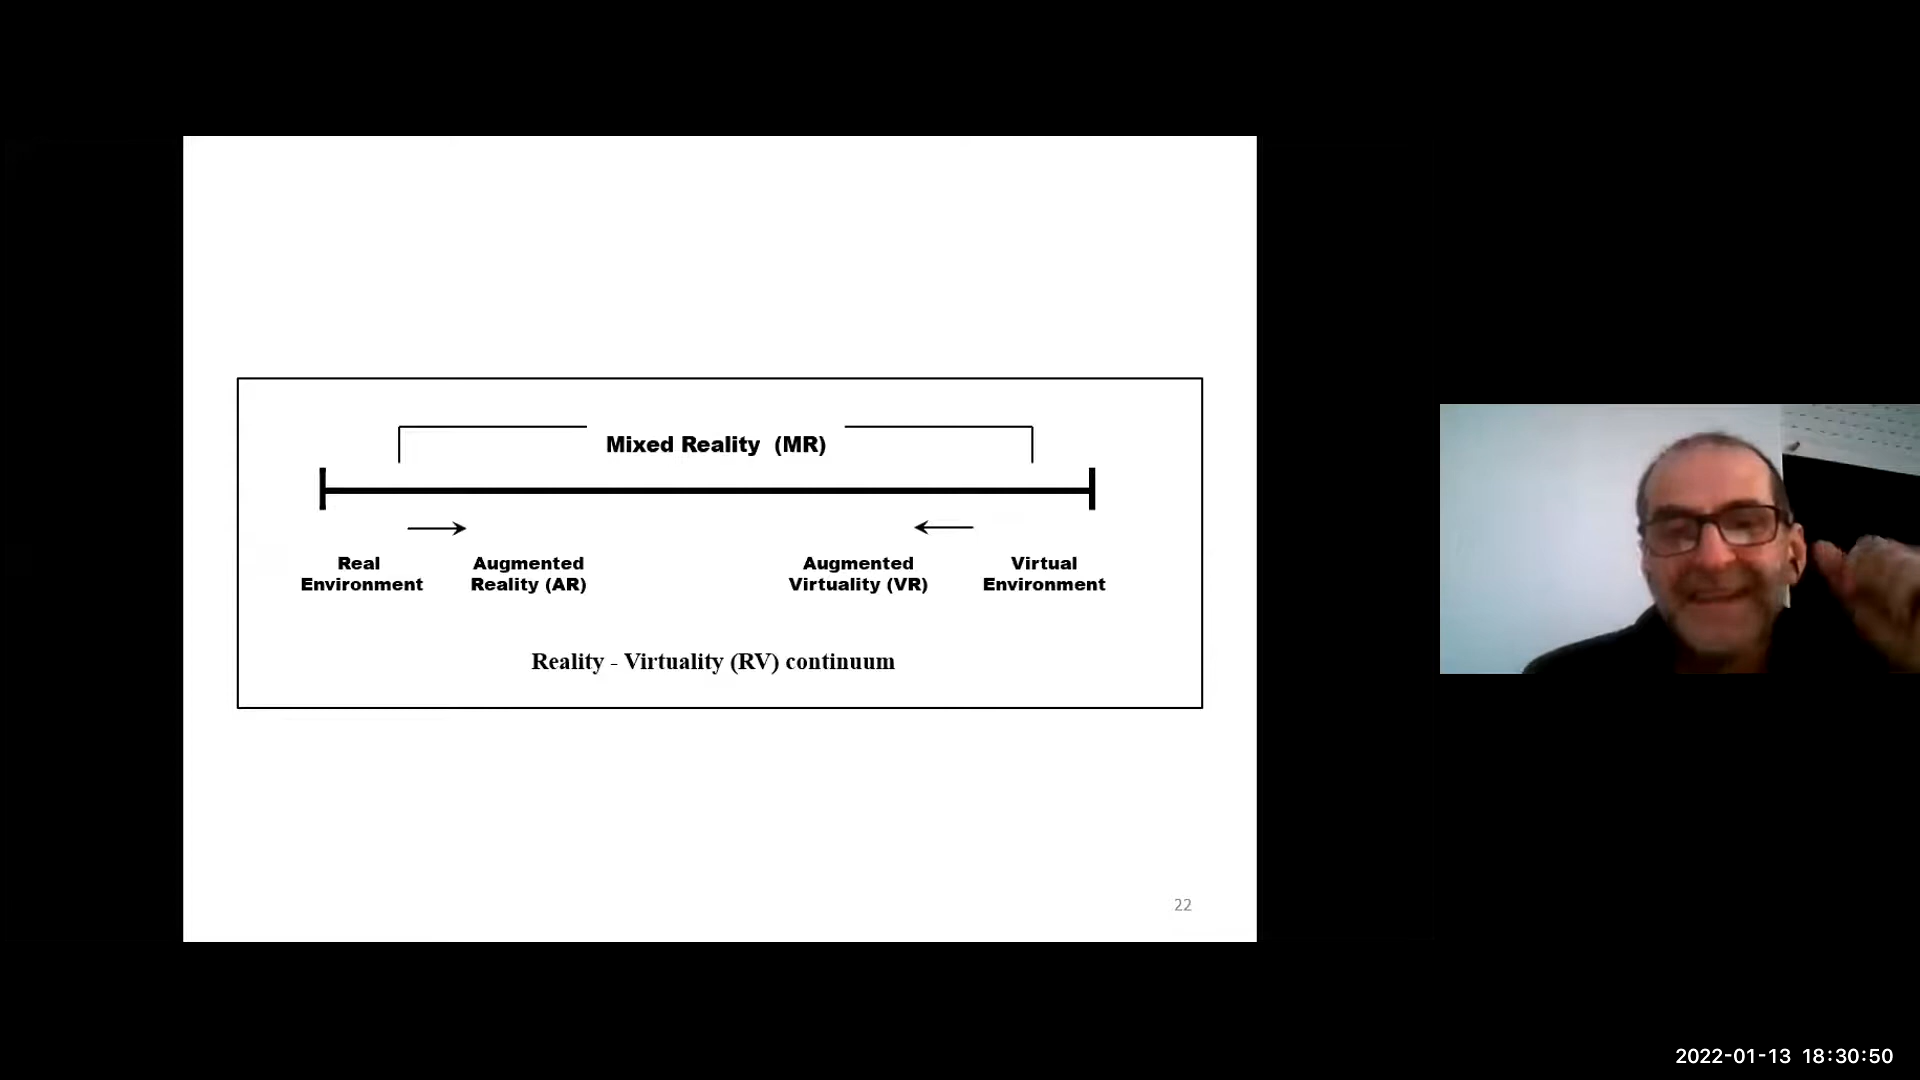 Mixed Reality (MR)
Real Environment
Augmented Reality (AR)
Augmented Virtuality (VR)
Virtual Environment
Reality - Virtuality (RV) continuum
22
2022-01-13 18:30:50